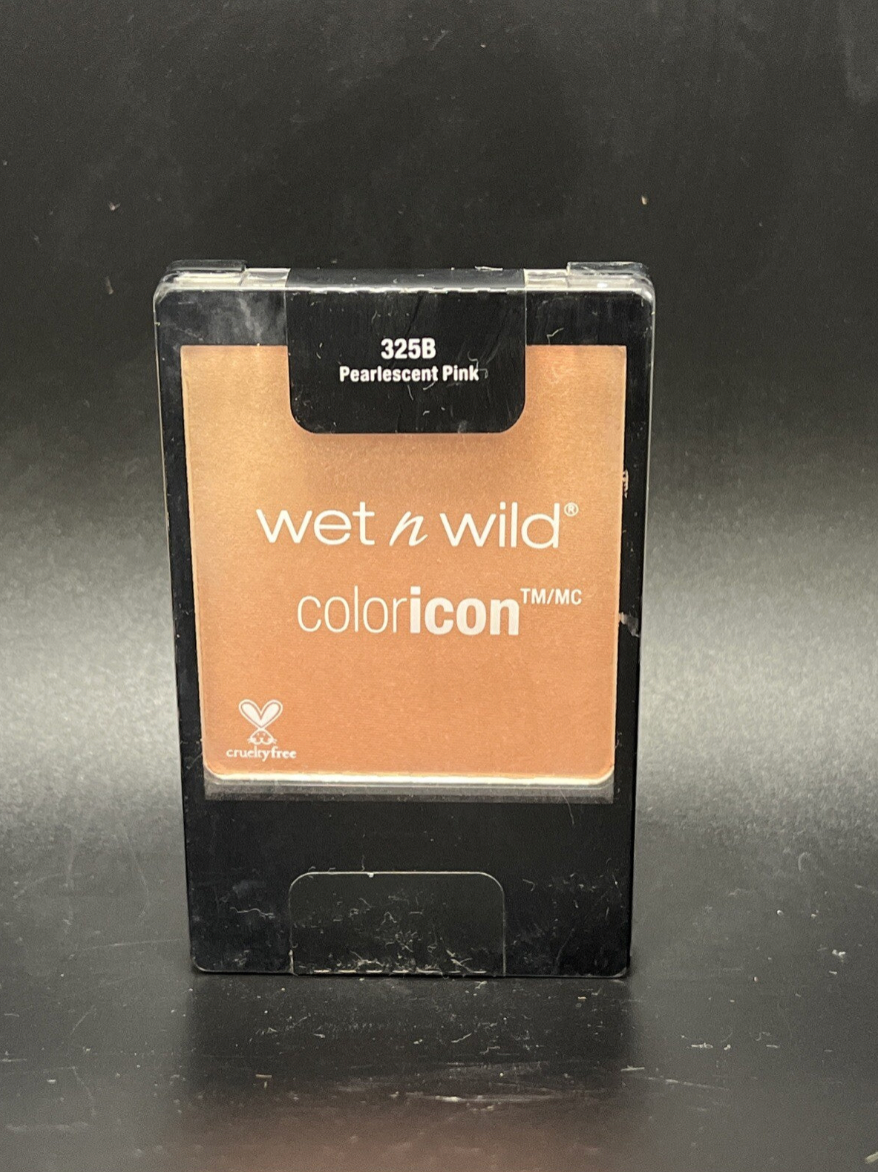 325B
Pearlescent Pink
wet n wild®
coloricon™/MC
crueltyfree